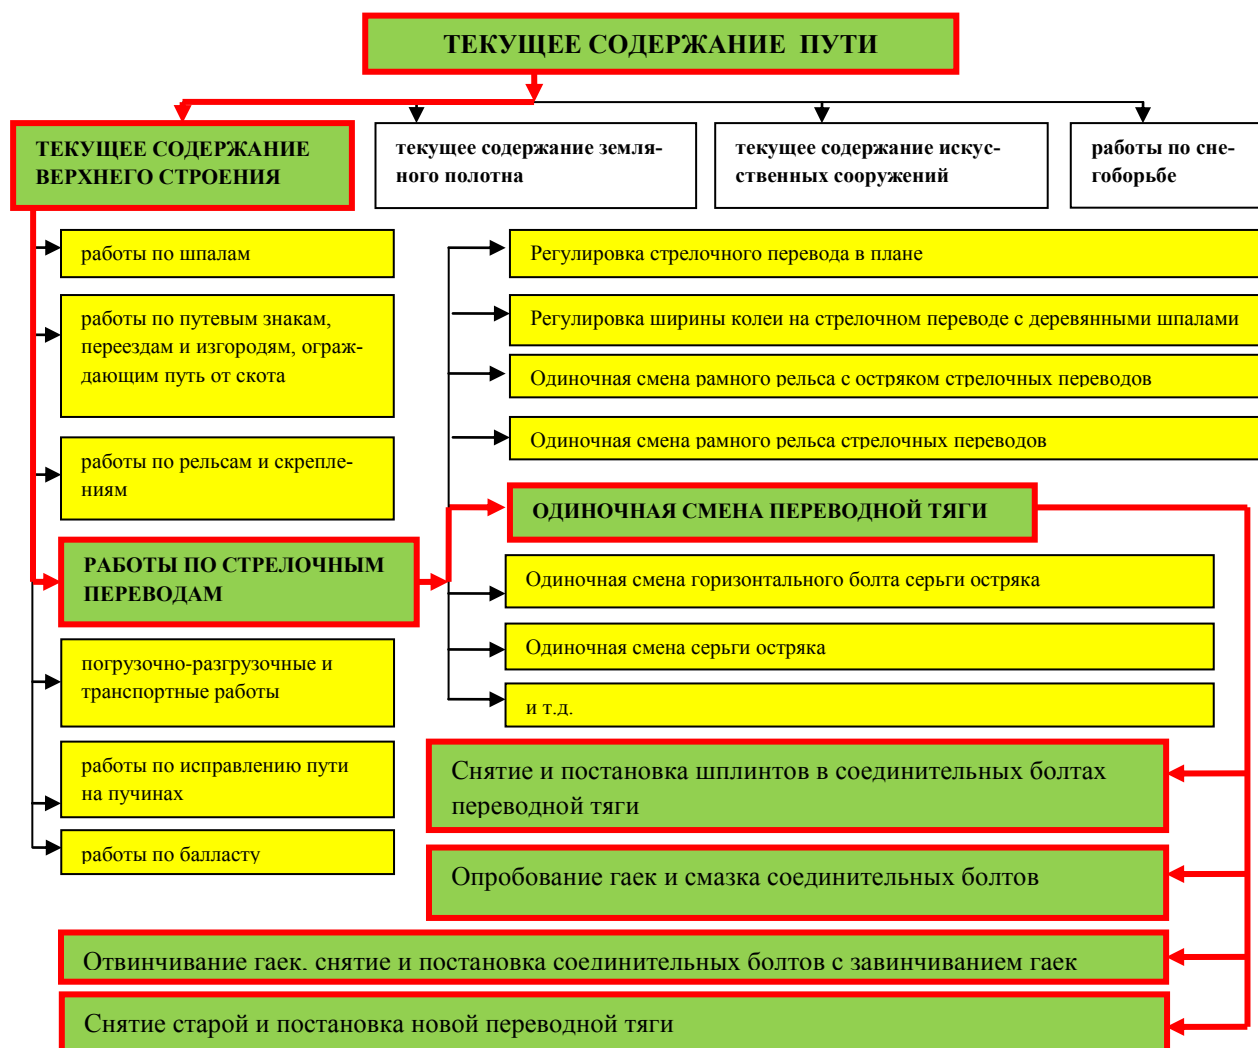 ТЕКУЩЕЕ СОДЕРЖАНИЕ ПУТИ
ТЕКУЩЕЕ СОДЕРЖАНИЕ
ВЕРХНЕГО СТРОЕНИЯ
текущее содержание земля-
ного полотна
текущее содержание искус-
ственных сооружений
работы по сне-
гоборьбе
работы по шпалам
работы по путевым знакам,
переездам и изгородям, ограж-
дающим путь от скота
работы по рельсам и скрепле-
ниям
РАБОТЫ ПО СТРЕЛОЧНЫМ
ПЕРЕВОДАМ
погрузочно-разгрузочные и
транспортные работы
работы по исправлению пути
на пучинах
работы по балласту
Регулировка стрелочного перевода в плане
Регулировка ширины колеи на стрелочном переводе с деревянными шпалами
Одиночная смена рамного рельса с остряком стрелочных переводов
Одиночная смена рамного рельса стрелочных переводов
ОДИНОЧНАЯ СМЕНА ПЕРЕВОДНОЙ ТЯГИ
Одиночная смена горизонтального болта серьги остряка
Одиночная смена серьги остряка
и т.д.
Снятие и постановка шплинтов в соединительных болтах
переводной тяги
Опробование гаек и смазка соединительных болтов
Отвинчивание гаек, снятие и постановка соединительных болтов с завинчиванием гаек
Снятие старой и постановка новой переводной тяги